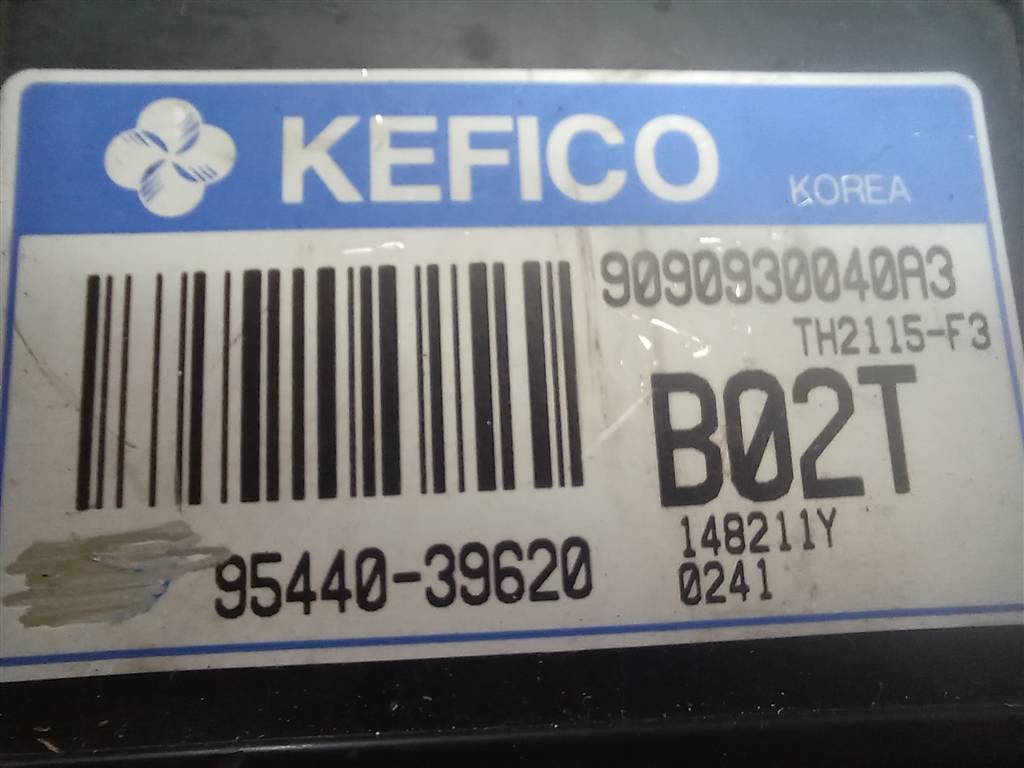 KEFICO
KOREA
9090930040A3
TH2115-F3
B02T
95440-39620
148211Y
0241